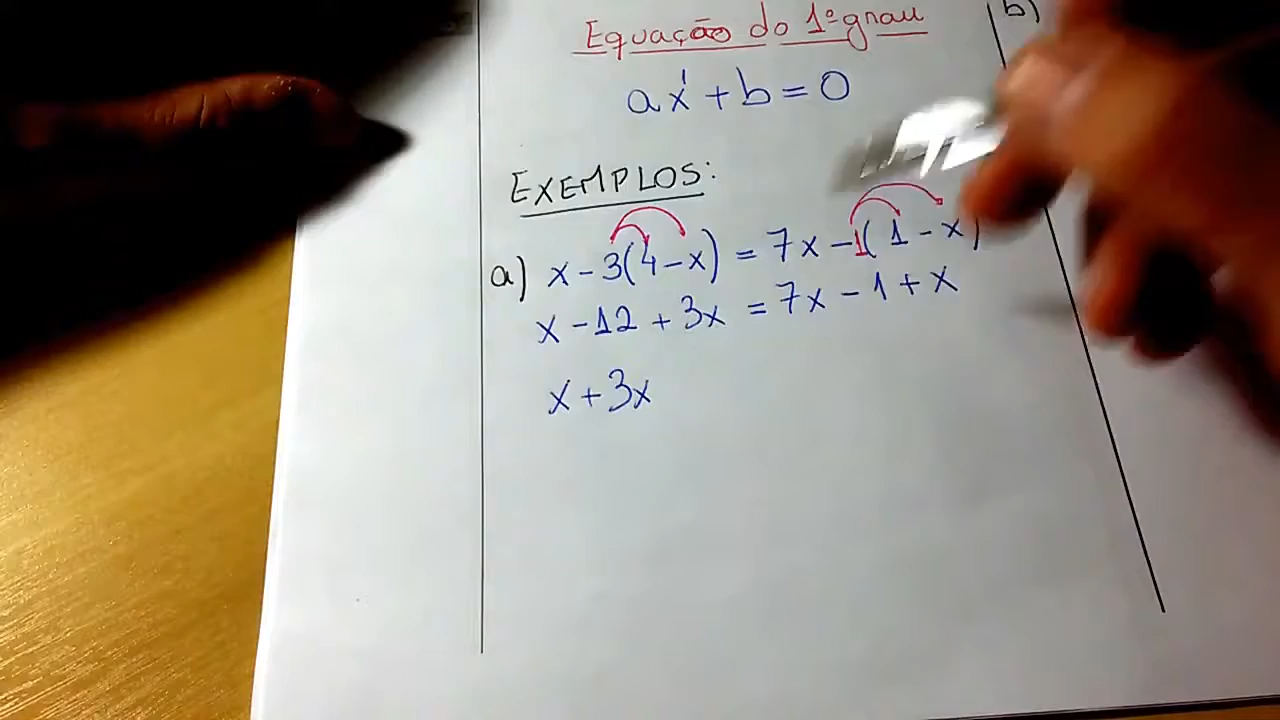 Equação do 1º grau
ax¹ + b = 0
EXEMPLOS:
a) x - 3(4 - x) = 7x - 1(1 - x)
x - 12 + 3x = 7x - 1 + x
x + 3x
b)